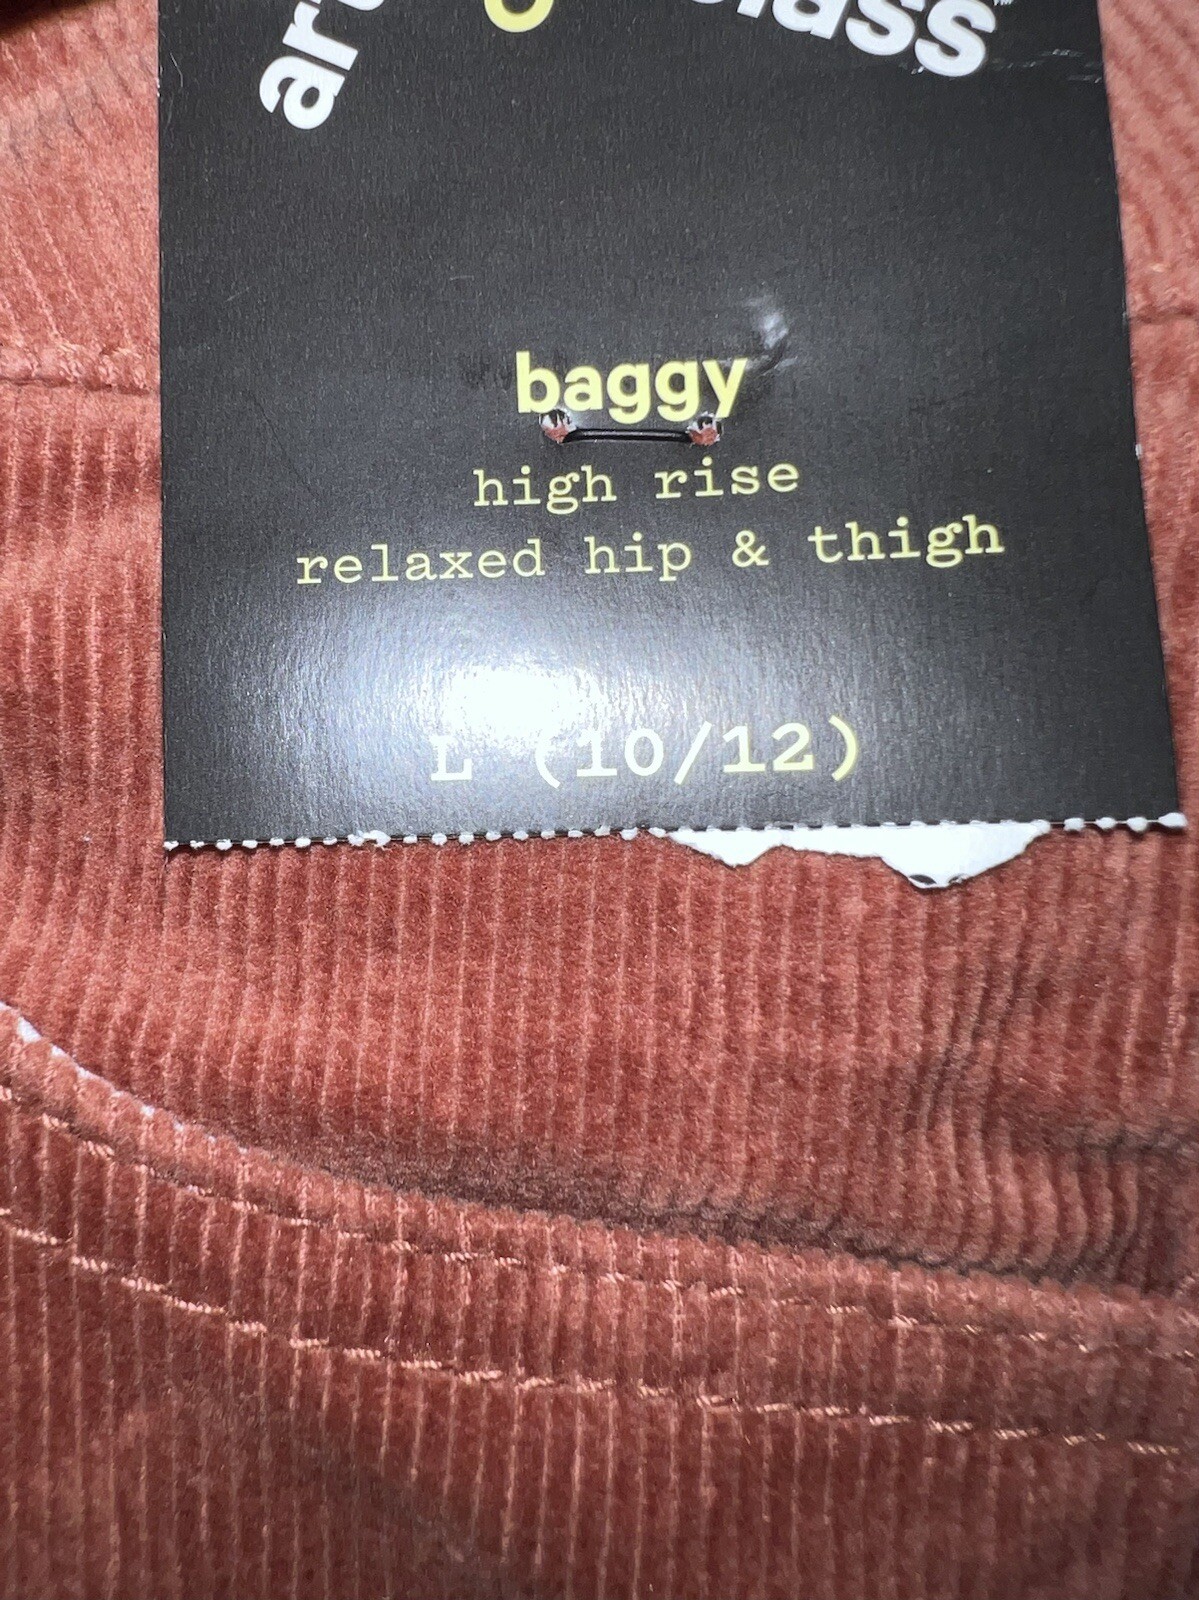 baggy
high rise
relaxed hip & thigh
L (10/12)